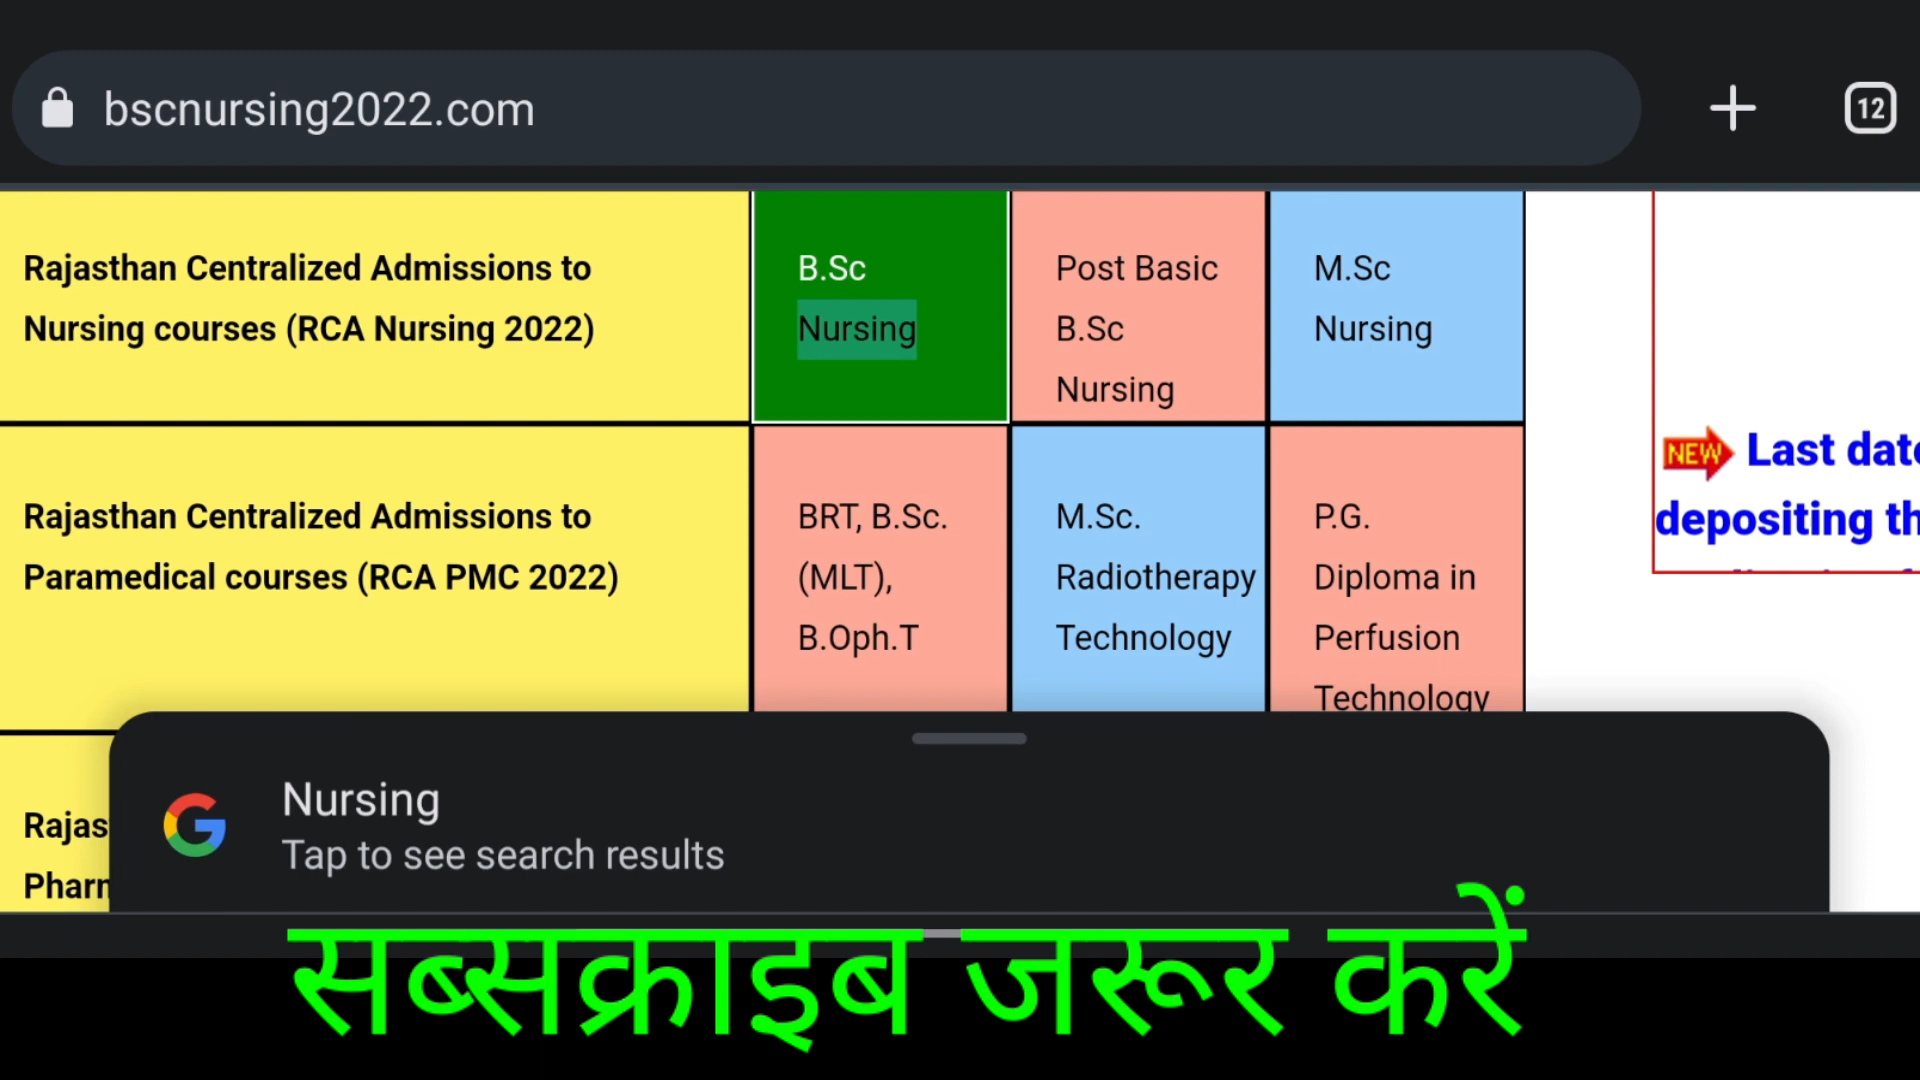 bscnursing2022.com
12
Rajasthan Centralized Admissions to
Nursing courses (RCA Nursing 2022)
B.Sc
Nursing
Post Basic
B.Sc
Nursing
M.Sc
Nursing
NEW Last date
depositing th
Rajasthan Centralized Admissions to
Paramedical courses (RCA PMC 2022)
BRT, B.Sc.
(MLT),
B.Oph.T
M.Sc.
Radiotherapy
Technology
P.G.
Diploma in
Perfusion
Technology
Rajas
Pharm
Nursing
Tap to see search results
सब्सक्राइब जरूर करें